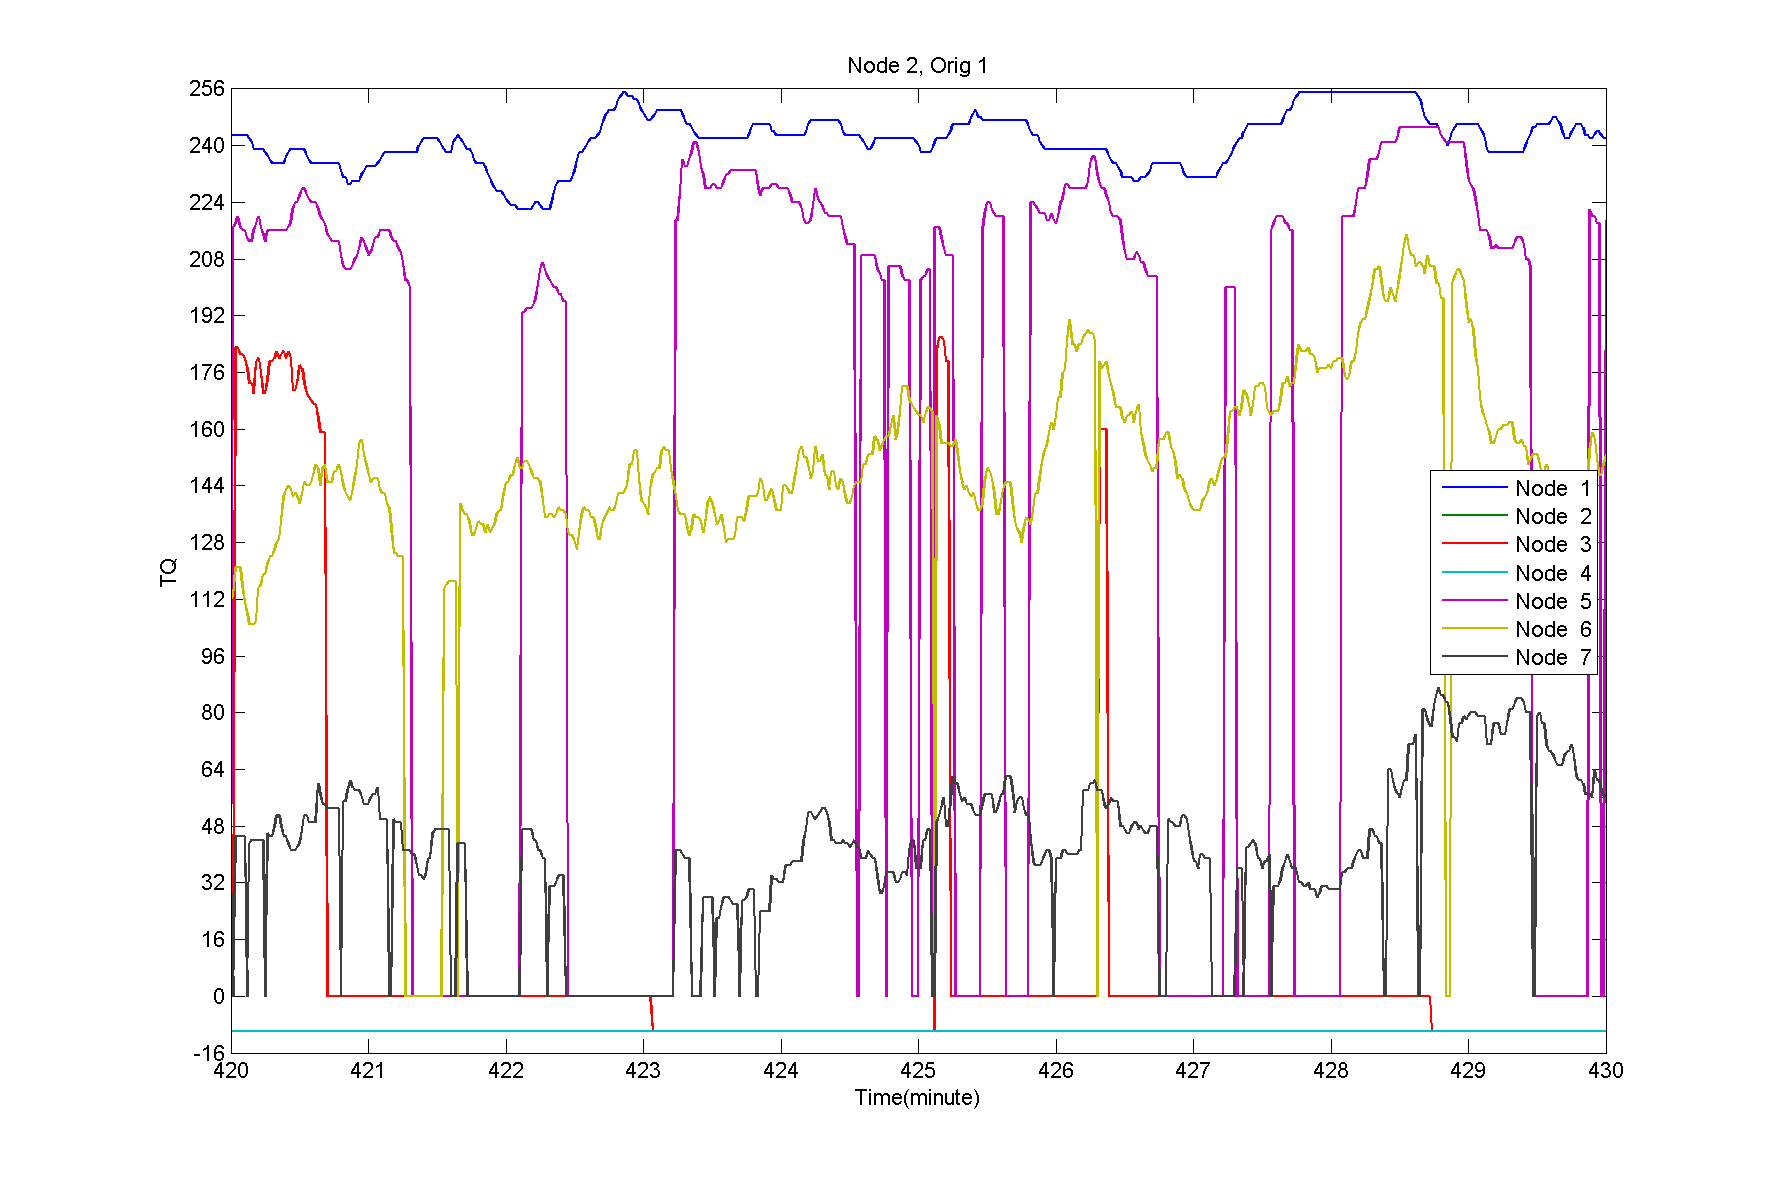 Node 2, Orig 1
256
240
224
208
192
176
160
144
128
112
96
80
64
48
32
16
0
-16
TQ
Node 1
Node 2
Node 3
Node 4
Node 5
Node 6
Node 7
420 421 422 423 424 425 426 427 428 429 430
Time(minute)